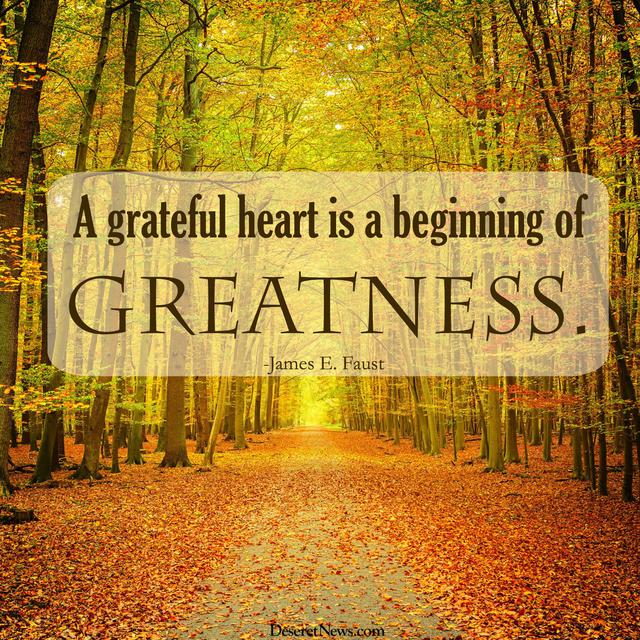 A grateful heart is a beginning of
GREATNESS.
-James E. Faust
DeseretNews.com